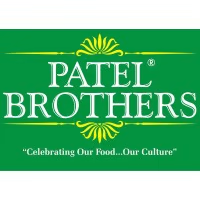 PATEL®
BROTHERS
“Celebrating Our Food...Our Culture”